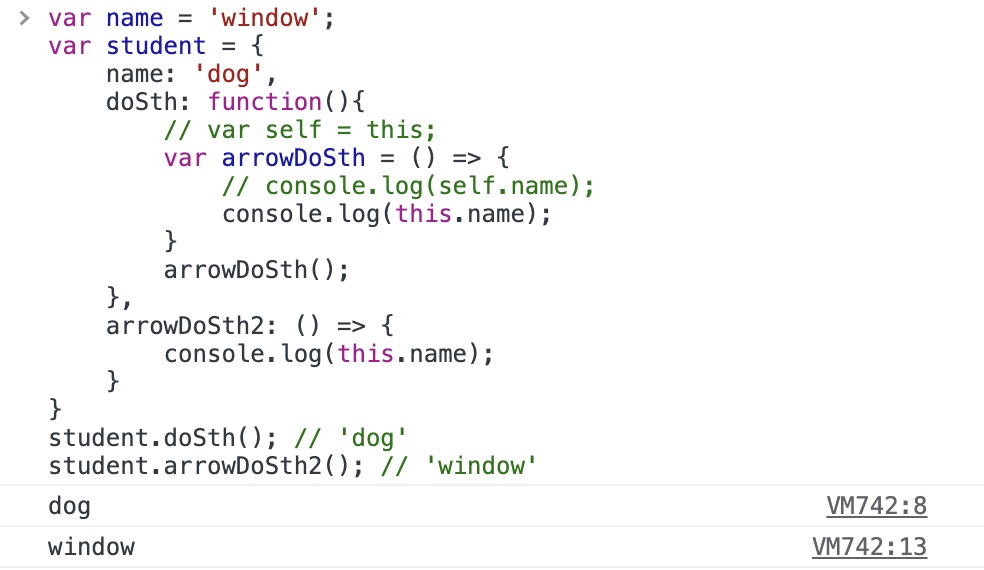 > var name = 'window';
var student = {
    name: 'dog',
    doSth: function(){
        // var self = this;
        var arrowDoSth = () => {
            // console.log(self.name);
            console.log(this.name);
        }
        arrowDoSth();
    },
    arrowDoSth2: () => {
        console.log(this.name);
    }
}
student.doSth(); // 'dog'
student.arrowDoSth2(); // 'window'
dog VM742:8
window VM742:13